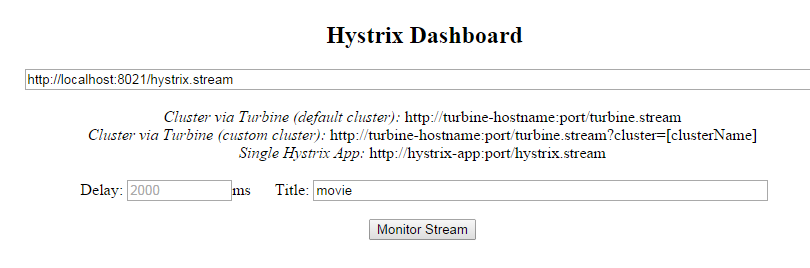 Hystrix Dashboard
http://localhost:8021/hystrix.stream
Cluster via Turbine (default cluster): http://turbine-hostname:port/turbine.stream
Cluster via Turbine (custom cluster): http://turbine-hostname:port/turbine.stream?cluster=[clusterName]
Single Hystrix App: http://hystrix-app:port/hystrix.stream
Delay: 2000 ms Title: movie
Monitor Stream